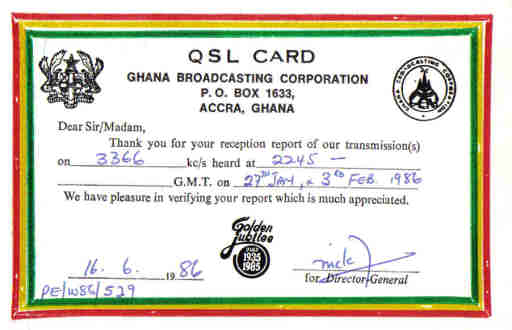 QSL CARD
GHANA BROADCASTING CORPORATION
P. O. BOX 1633,
ACCRA, GHANA
GHANA BROADCASTING CORPORATION
Dear Sir/Madam,
Thank you for your reception report of our transmission(s)
on 3366 kc/s heard at 2245 —
G.M.T. on 27TH JAN, & 3RD FEB. 1986
We have pleasure in verifying your report which is much appreciated.
Golden
Jubilee
1935
1985
16. 6. 1986
for Director-General
PE/W86/529